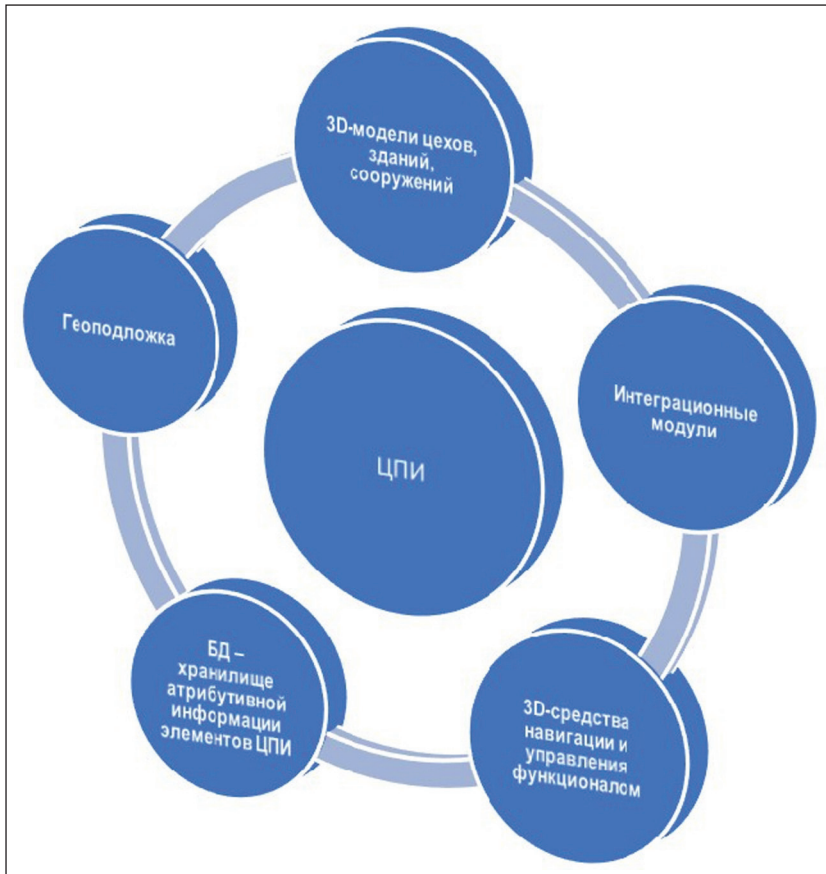 3D-модели цехов,
зданий,
сооружений
Геоподложка
Интеграционные
модули
ЦПИ
БД –
хранилище
атрибутивной
информации
элементов ЦПИ
3D-средства
навигации и
управления
функционалом